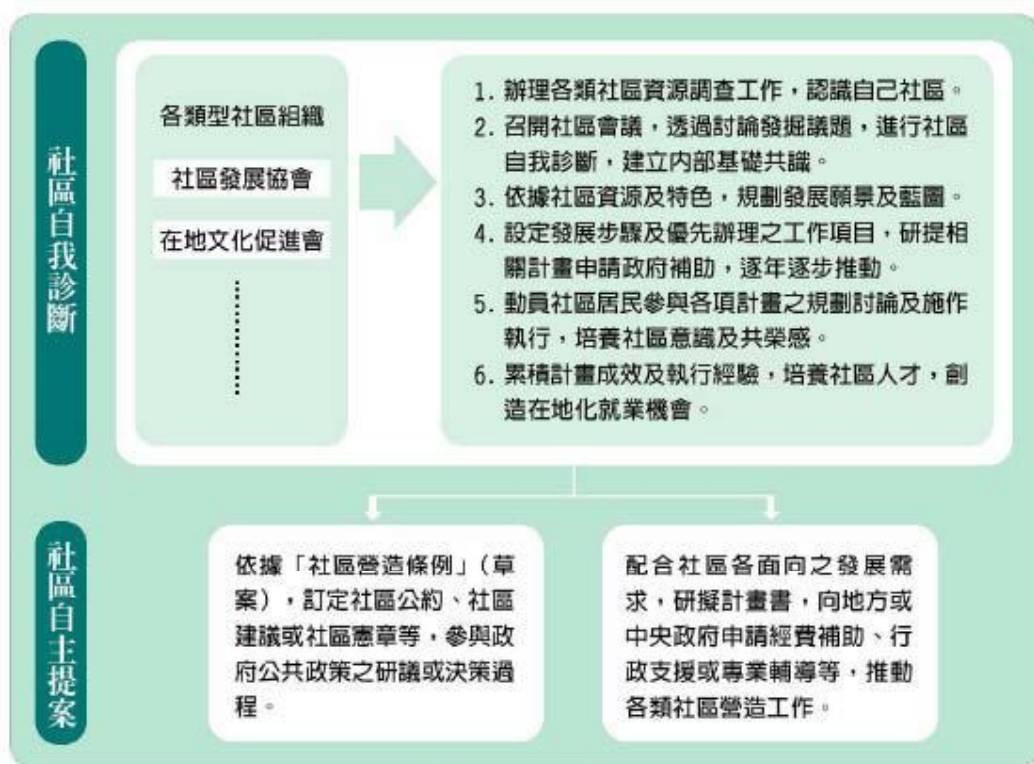 社區自我診斷
各類型社區組織
社區發展協會
在地文化促進會
1. 辦理各類社區資源調查工作，認識自己社區。
2. 召開社區會議，透過討論發掘議題，進行社區
自我診斷，建立內部基礎共識。
3. 依據社區資源及特色，規劃發展願景及藍圖。
4. 設定發展步驟及優先辦理之工作項目，研提相
關計畫申請政府補助，逐年逐步推動。
5. 動員社區居民參與各項計畫之規劃討論及施作
執行，培養社區意識及共榮感。
6. 累積計畫成效及執行經驗，培養社區人才，創
造在地化就業機會。
社區自主提案
依據「社區營造條例」（草
案），訂定社區公約、社區
建議或社區憲章等，參與政
府公共政策之研議或決策過
程。
配合社區各面向之發展需
求，研擬計畫書，向地方或
中央政府申請經費補助、行
政支援或專業輔導等，推動
各類社區營造工作。